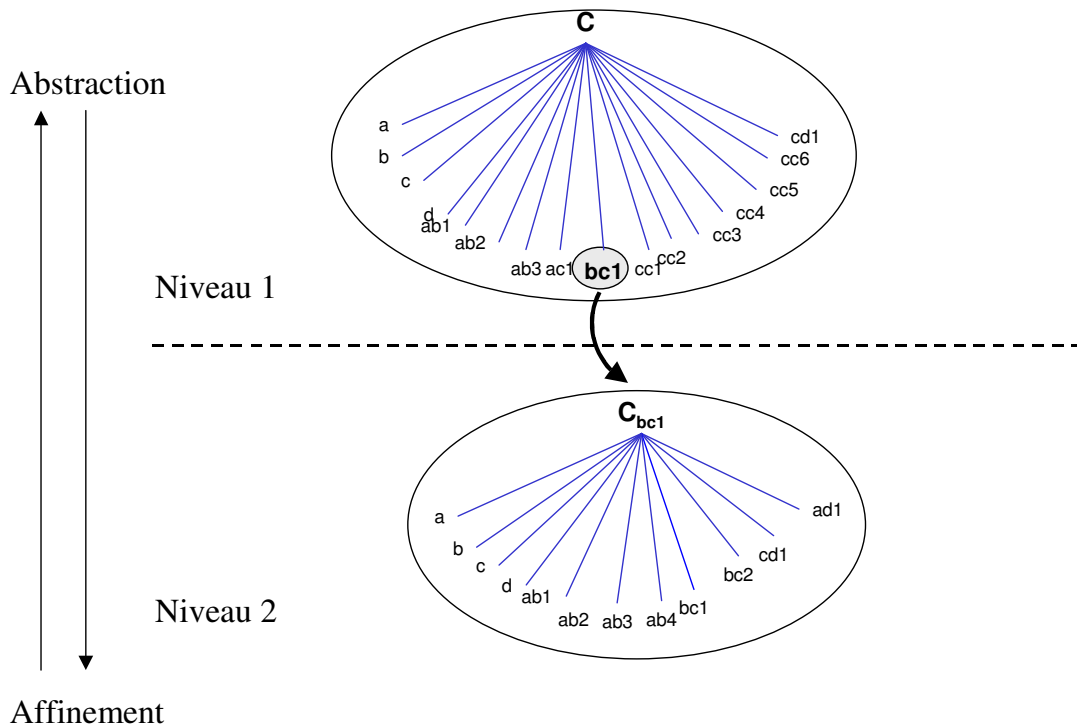 C
Abstraction
a
cd1
b
cc6
c
cc5
d
cc4
ab1
ab2
cc3
cc2
ab3
ac1
bc1
cc1
Niveau 1
C bc1
a
ad1
b
cd1
c
bc2
d
ab1
bc1
ab2
ab3
ab4
Niveau 2
Affinement